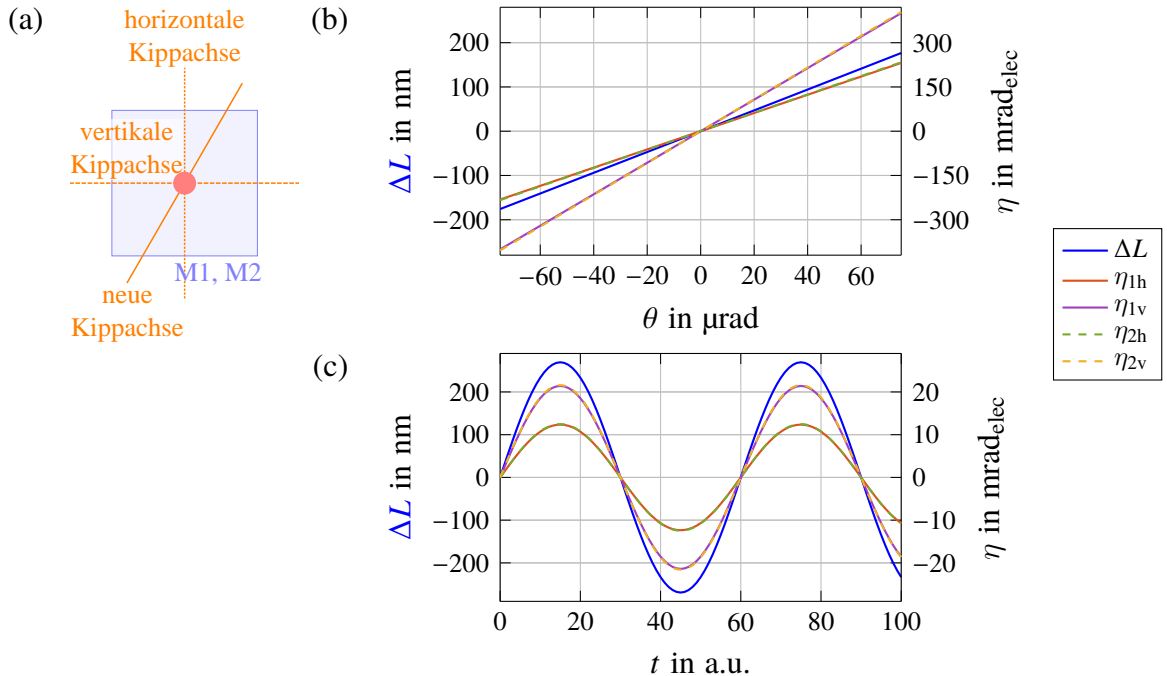 (a)
horizontale
Kippachse
vertikale
Kippachse
M1, M2
neue
Kippachse
(b)
200
100
0
−100
−200
ΔL in nm
300
150
0
−150
−300
η in mrad_elec
−60
−40
−20
0
20
40
60
θ in µrad
(c)
200
100
0
−100
−200
ΔL in nm
20
10
0
−10
−20
η in mrad_elec
0
20
40
60
80
100
t in a.u.
ΔL
η1h
η1v
η2h
η2v